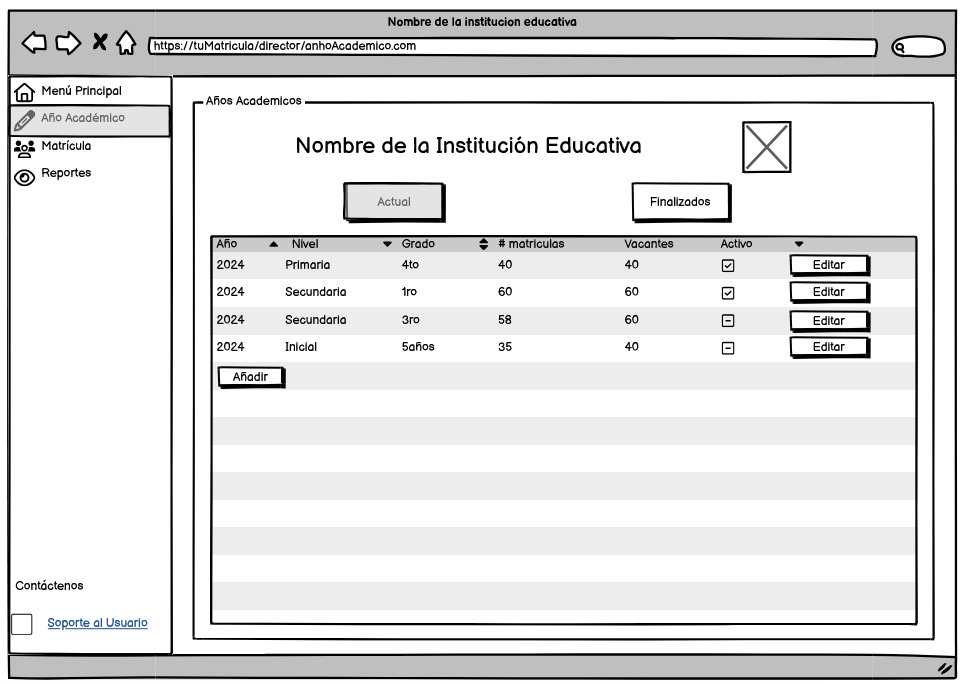 Nombre de la institucion educativa
https://tuMatricula/director/anhoAcademico.com
Menú Principal
Año Académico
Matrícula
Reportes
Contáctenos
Soporte al Usuario
Años Academicos
Nombre de la Institución Educativa
Actual Finalizados
Año Nivel Grado # matriculas Vacantes Activo
2024 Primaria 4to 40 40 Editar
2024 Secundaria 1ro 60 60 Editar
2024 Secundaria 3ro 58 60 Editar
2024 Inicial 5años 35 40 Editar
Añadir